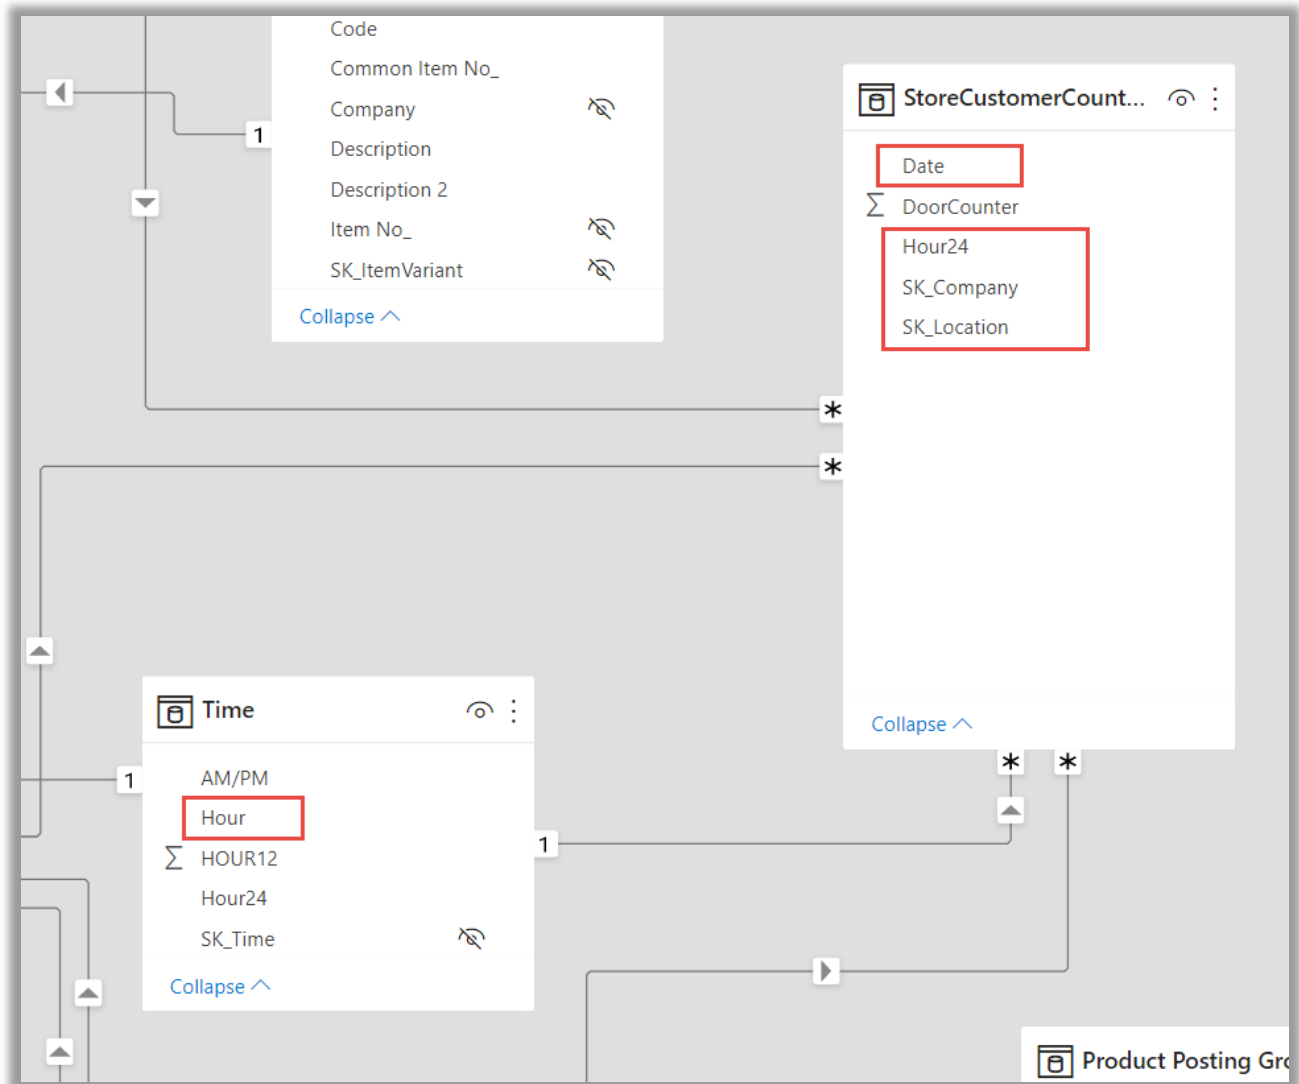 Code
Common Item No_
Company
Description
Description 2
Item No_
SK_ItemVariant
Collapse
1
StoreCustomerCount...
Date
DoorCounter
Hour24
SK_Company
SK_Location
Collapse
*
*
*
*
Time
AM/PM
Hour
HOUR12
Hour24
SK_Time
Collapse
1
1
Product Posting Gro